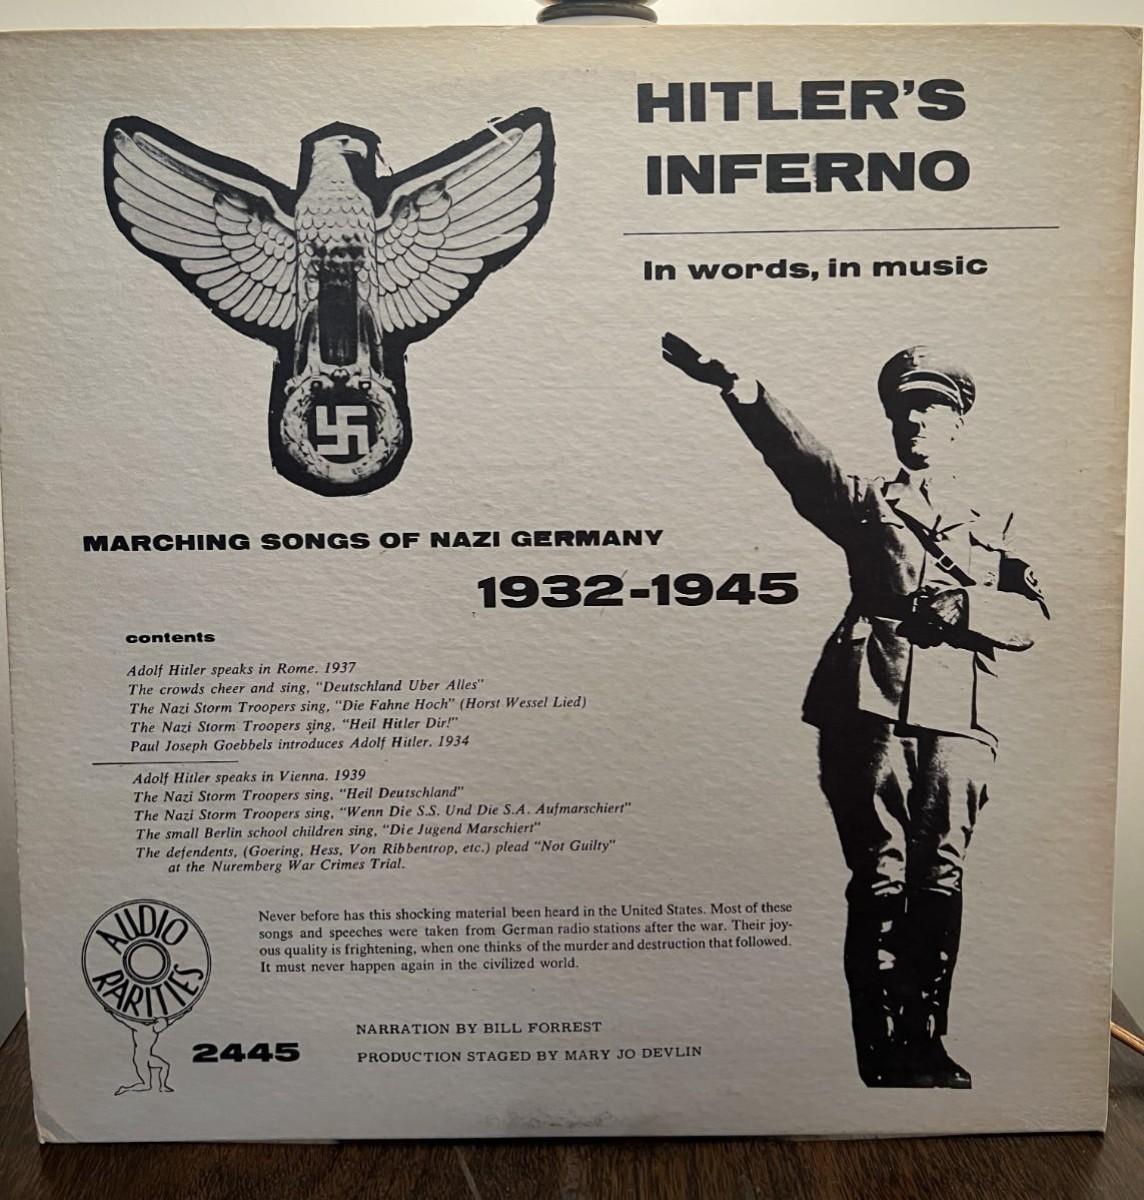 HITLER'S
INFERNO
In words, in music
MARCHING SONGS OF NAZI GERMANY
1932-1945
contents
Adolf Hitler speaks in Rome. 1937
The crowds cheer and sing, "Deutschland Uber Alles"
The Nazi Storm Troopers sing, "Die Fahne Hoch" (Horst Wessel Lied)
The Nazi Storm Troopers sing, "Heil Hitler Dir!"
Paul Joseph Goebbels introduces Adolf Hitler. 1934
Adolf Hitler speaks in Vienna. 1939
The Nazi Storm Troopers sing, "Heil Deutschland"
The Nazi Storm Troopers sing, "Wenn Die S.S. Und Die S.A. Aufmarschiert"
The small Berlin school children sing, "Die Jugend Marschiert"
The defendents, (Goering, Hess, Von Ribbentrop, etc.) plead "Not Guilty"
at the Nuremberg War Crimes Trial.
Never before has this shocking material been heard in the United States. Most of these
songs and speeches were taken from German radio stations after the war. Their joy-
ous quality is frightening, when one thinks of the murder and destruction that followed.
It must never happen again in the civilized world.
AUDIO
RARITIES
2445
NARRATION BY BILL FORREST
PRODUCTION STAGED BY MARY JO DEVLIN